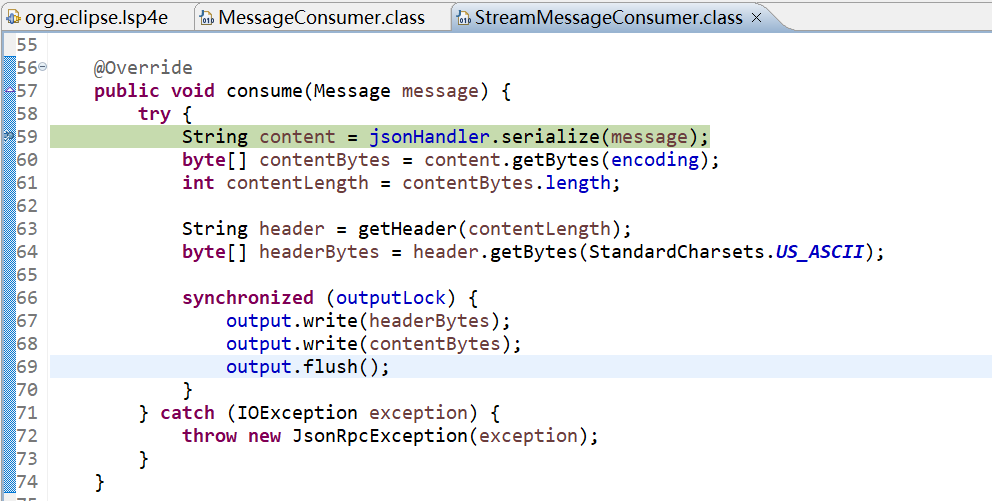 org.eclipse.lsp4e MessageConsumer.class StreamMessageConsumer.class
55
56 @Override
57 public void consume(Message message) {
58 try {
59 String content = jsonHandler.serialize(message);
60 byte[] contentBytes = content.getBytes(encoding);
61 int contentLength = contentBytes.length;
62
63 String header = getHeader(contentLength);
64 byte[] headerBytes = header.getBytes(StandardCharsets.US_ASCII);
65
66 synchronized (outputLock) {
67 output.write(headerBytes);
68 output.write(contentBytes);
69 output.flush();
70 }
71 } catch (IOException exception) {
72 throw new JsonRpcException(exception);
73 }
74 }